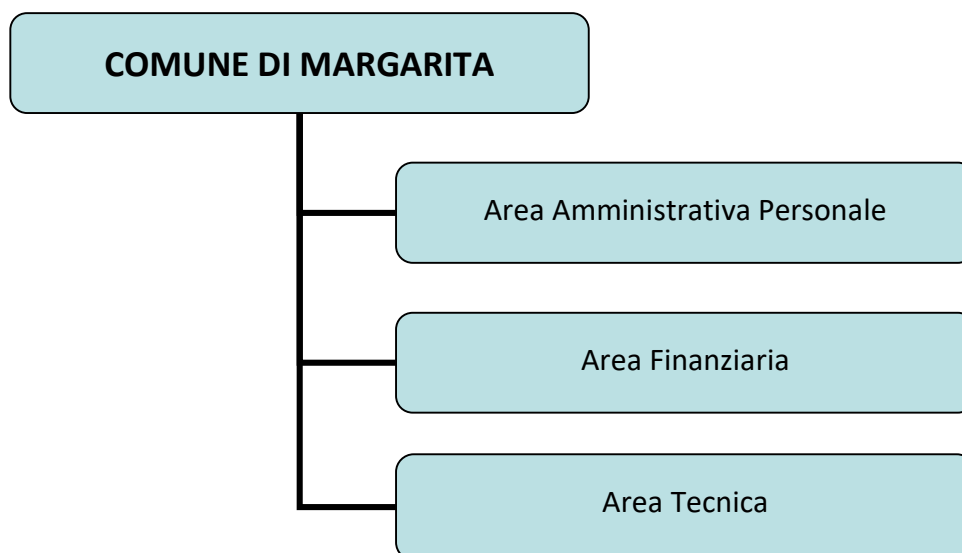 COMUNE DI MARGARITA
Area Amministrativa Personale
Area Finanziaria
Area Tecnica